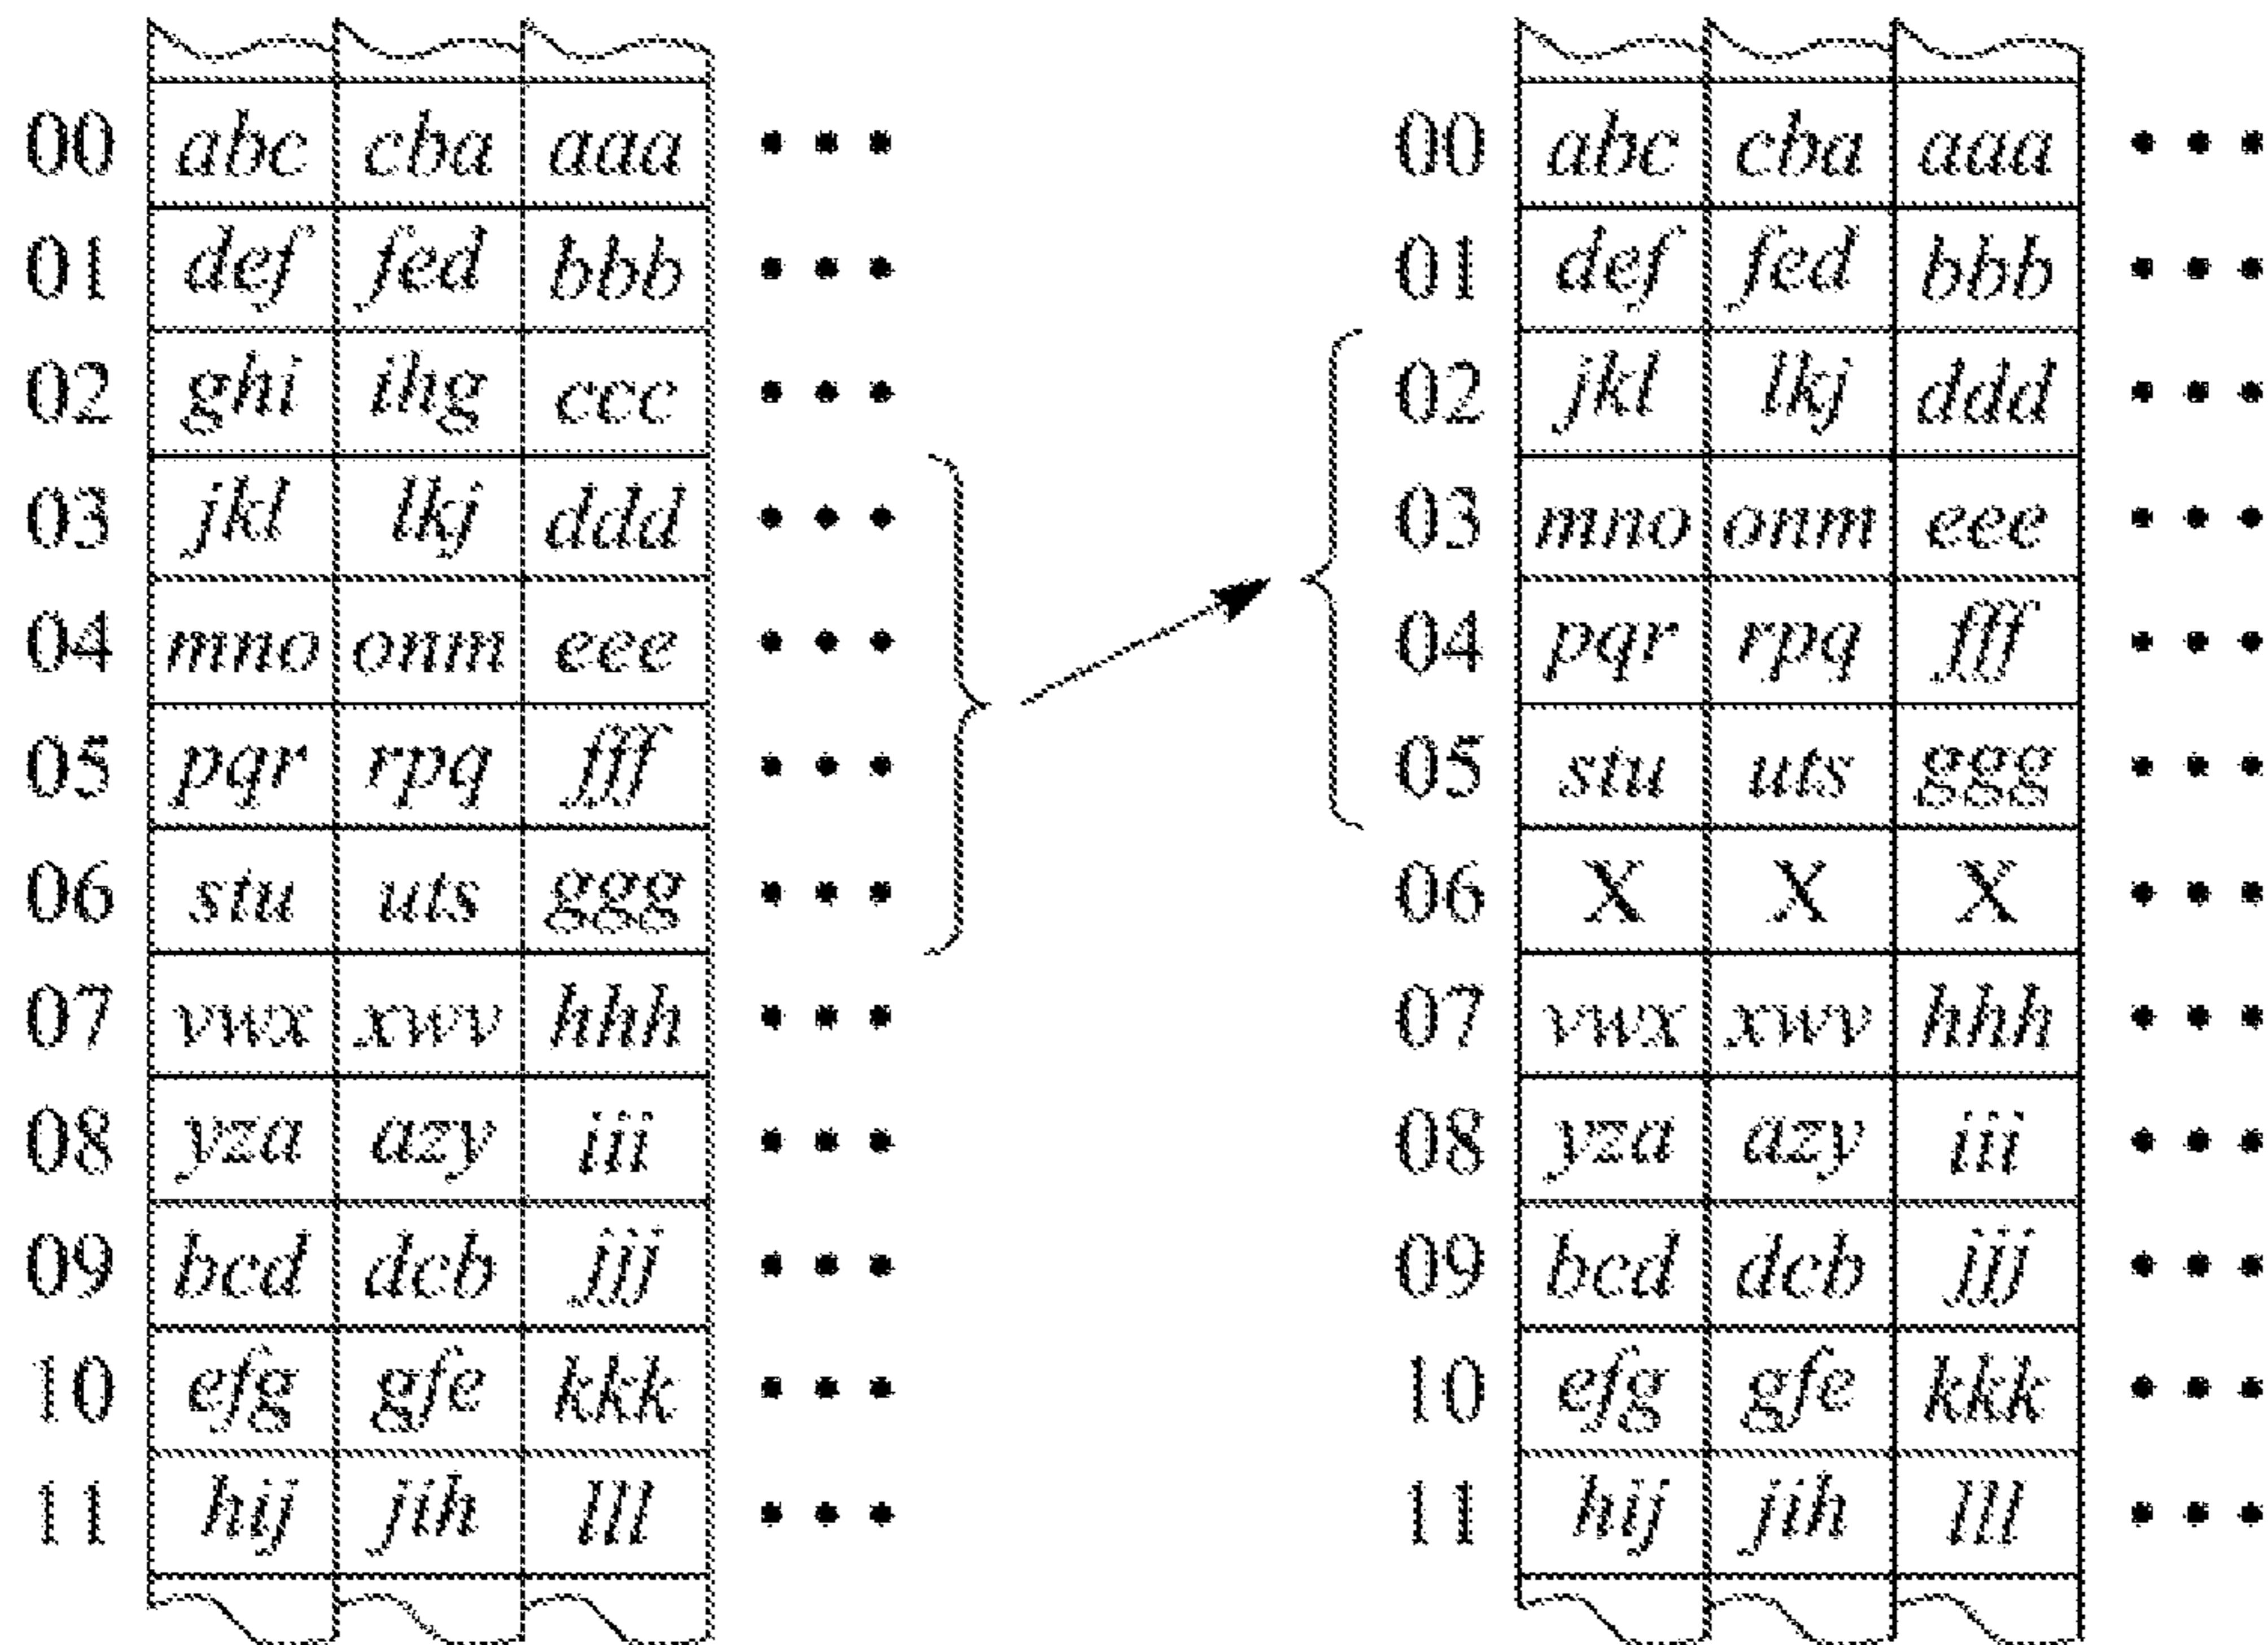 00 abc cba aaa • • • 00 abc cba aaa • • •
01 def fed bbb • • • 01 def fed bbb • • •
02 ghi ihg ccc • • • 02 jkl lkj ddd • • •
03 jkl lkj ddd • • • 03 mno onm eee • • •
04 mno onm eee • • • 04 pqr rpq fff • • •
05 pqr rpq fff • • • 05 stu uts ggg • • •
06 stu uts ggg • • • 06 X X X • • •
07 vwx xwv hhh • • • 07 vwx xwv hhh • • •
08 yza azy iii • • • 08 yza azy iii • • •
09 bcd dcb jjj • • • 09 bcd dcb jjj • • •
10 efg gfe kkk • • • 10 efg gfe kkk • • •
11 hij jih lll • • • 11 hij jih lll • • •